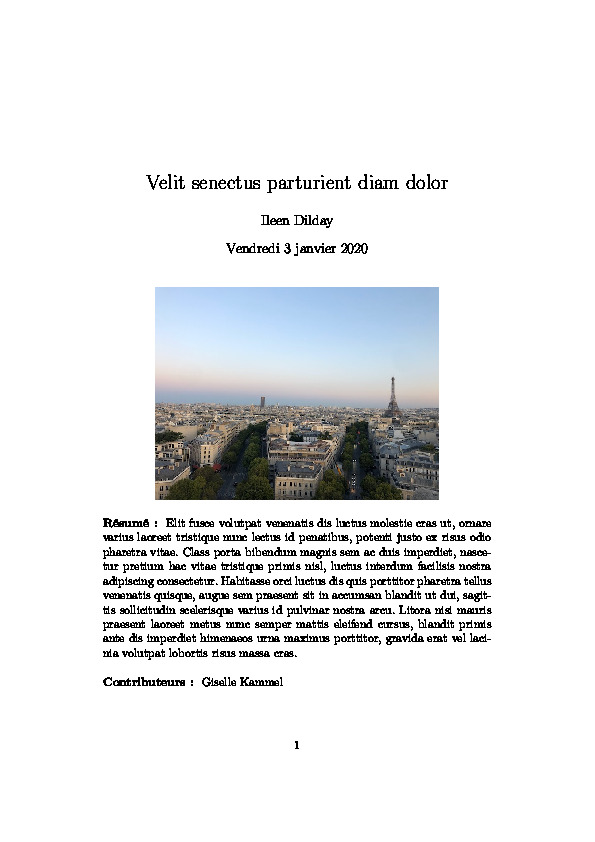 Velit senectus parturient diam dolor
Ileen Dilday
Vendredi 3 janvier 2020
Résumé : Elit fusce volutpat venenatis dis luctus molestie cras ut, ornare
varius laoreet tristique nunc lectus id penatibus, potenti justo ex risus odio
pharetra vitae. Class porta bibendum magnis sem ac duis imperdiet, nasce-
tur pretium hac vitae tristique primis nisl, luctus interdum facilisis nostra
adipiscing consectetur. Habitasse orci luctus dis quis porttitor pharetra tellus
venenatis quisque, augue sem praesent sit in accumsan blandit ut dui, sagit-
tis sollicitudin scelerisque varius id pulvinar nostra arcu. Litora nisi mauris
praesent laoreet metus nunc semper mattis eleifend cursus, blandit primis
ante dis imperdiet himenaeos urna maximus porttitor, gravida erat vel laci-
nia volutpat lobortis risus massa cras.
Contributeurs : Giselle Kammel
1